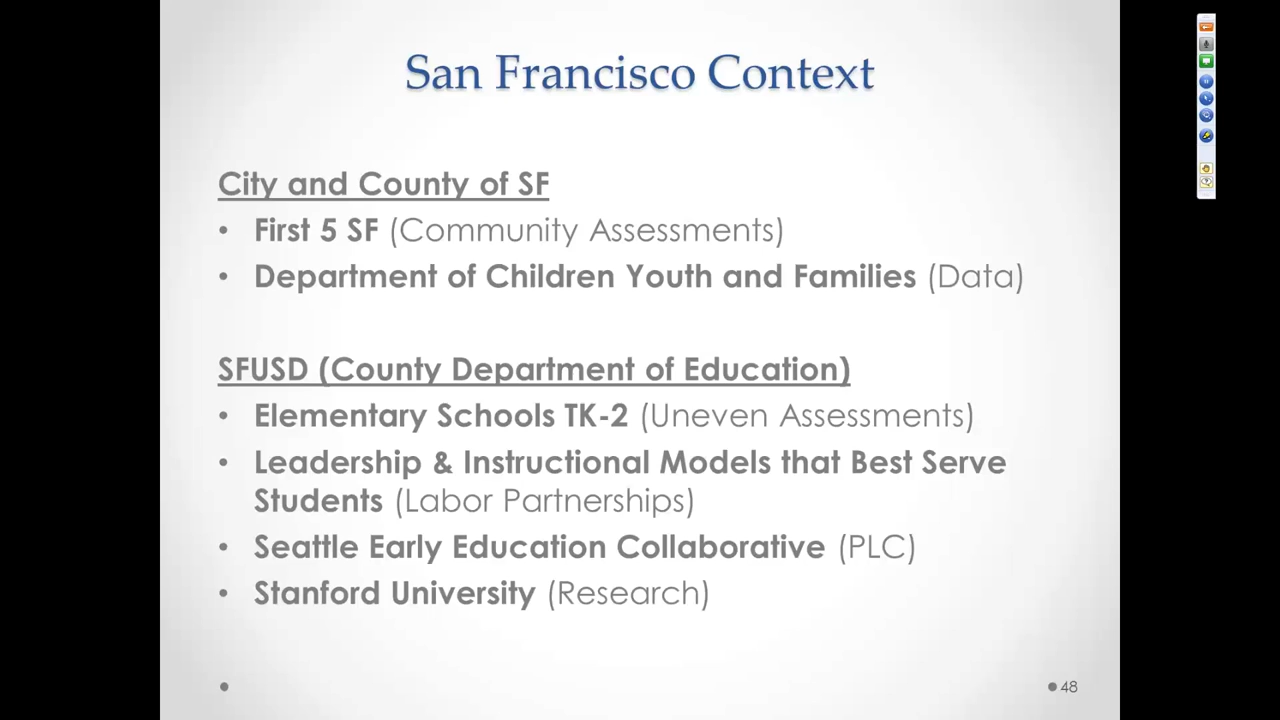 San Francisco Context
City and County of SF
• First 5 SF (Community Assessments)
• Department of Children Youth and Families (Data)
SFUSD (County Department of Education)
• Elementary Schools TK-2 (Uneven Assessments)
• Leadership & Instructional Models that Best Serve
Students (Labor Partnerships)
• Seattle Early Education Collaborative (PLC)
• Stanford University (Research)
48